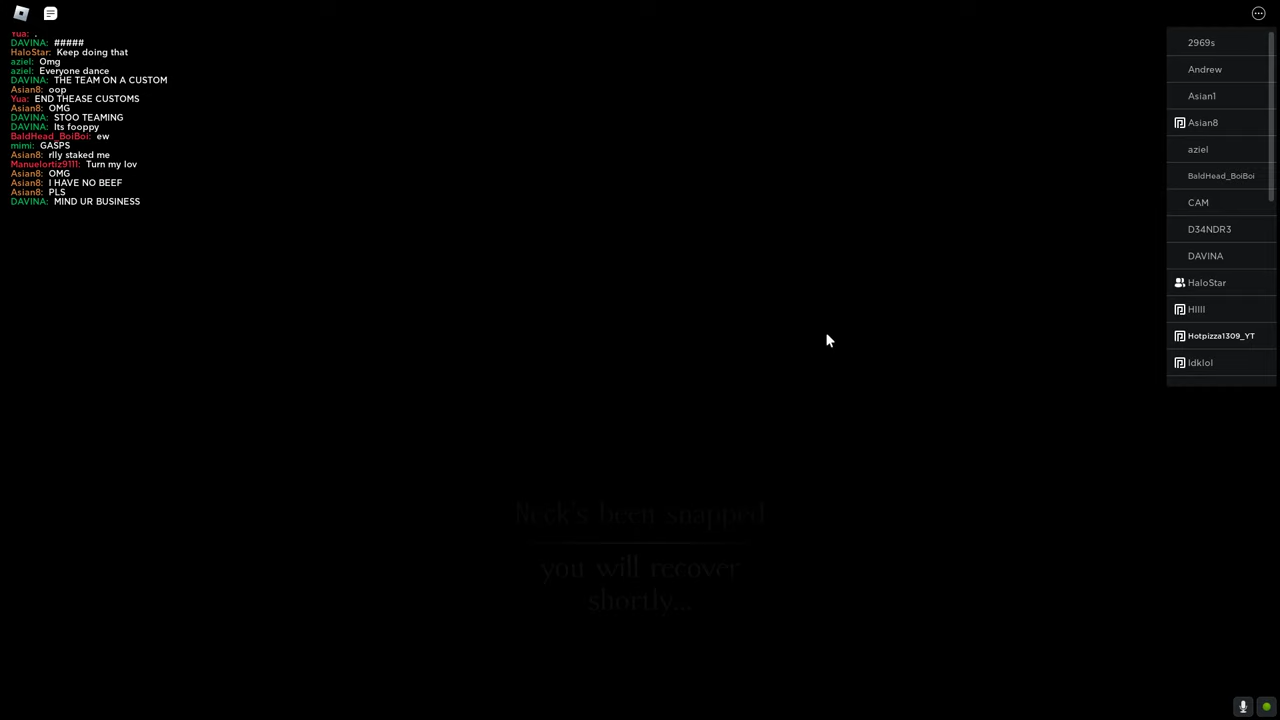 Yua: .
DAVINA: #####
HaloStar: Keep doing that
aziel: Omg
aziel: Everyone dance
DAVINA: THE TEAM ON A CUSTOM
Asian8: oop
Yua: END THEASE CUSTOMS
Asian8: OMG
DAVINA: STOO TEAMING
DAVINA: Its fooppy
BaldHead_BoiBoi: ew
mimi: GASPS
Asian8: rlly staked me
Manuelortiz9111: Turn my lov
Asian8: OMG
Asian8: I HAVE NO BEEF
Asian8: PLS
DAVINA: MIND UR BUSINESS
2969s
Andrew
Asian1
Asian8
aziel
BaldHead_BoiBoi
CAM
D34NDR3
DAVINA
HaloStar
HIIII
Hotpizza1309_YT
Idklol
Neck's been snapped
you will recover
shortly...